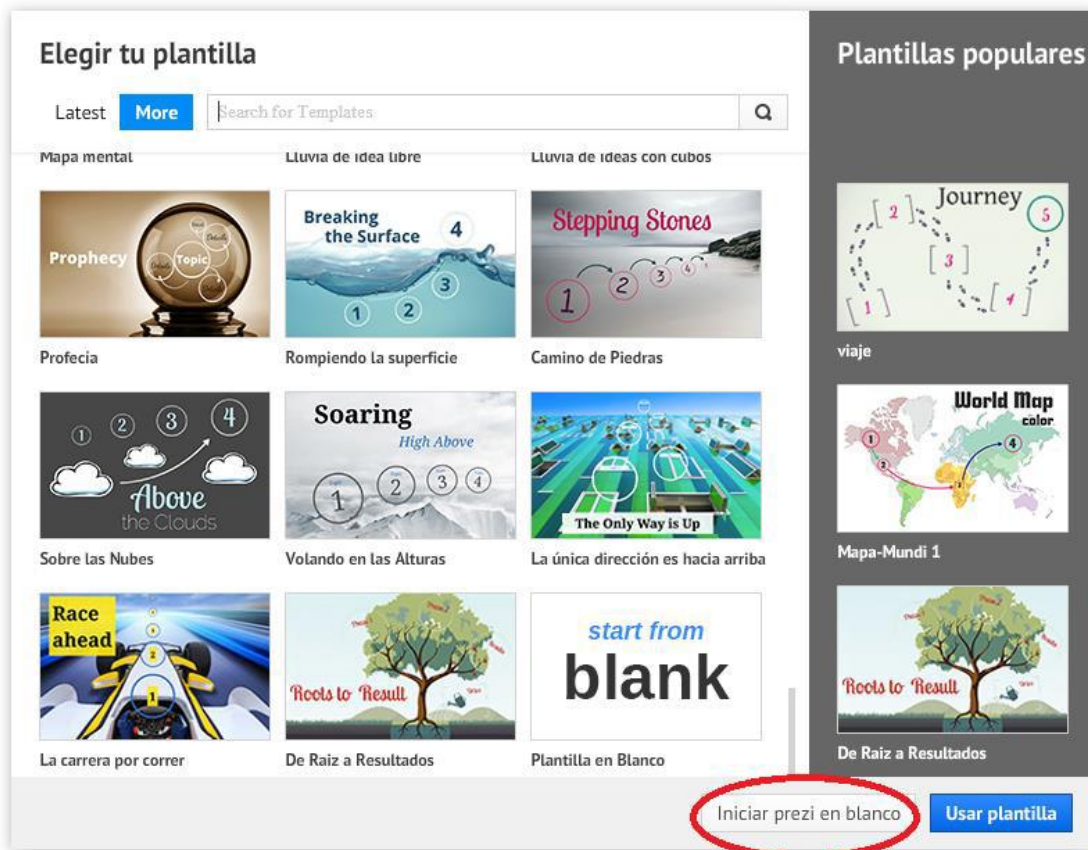 Elegir tu plantilla
Plantillas populares
Latest More Search for Templates
Mapa mental Lluvia de idea libre Lluvia de ideas con cubos
Prophecy Topic
Breaking
the Surface 4
3
1 2
Stepping Stones
1 2 3 4
Journey
2 5
3
1 4
Profecia Rompiendo la superficie Camino de Piedras
viaje
1 2 3 4
Above
the Clouds
Soaring
High Above
1 2 3 4
The Only Way is Up
World Map
color
1 4
2 3
Sobre las Nubes Volando en las Alturas La única dirección es hacia arriba
Mapa-Mundi 1
Race
ahead
2
1
Roots to Result
start from
blank
Roots to Result
La carrera por correr De Raiz a Resultados Plantilla en Blanco
De Raiz a Resultados
Iniciar prezi en blanco Usar plantilla